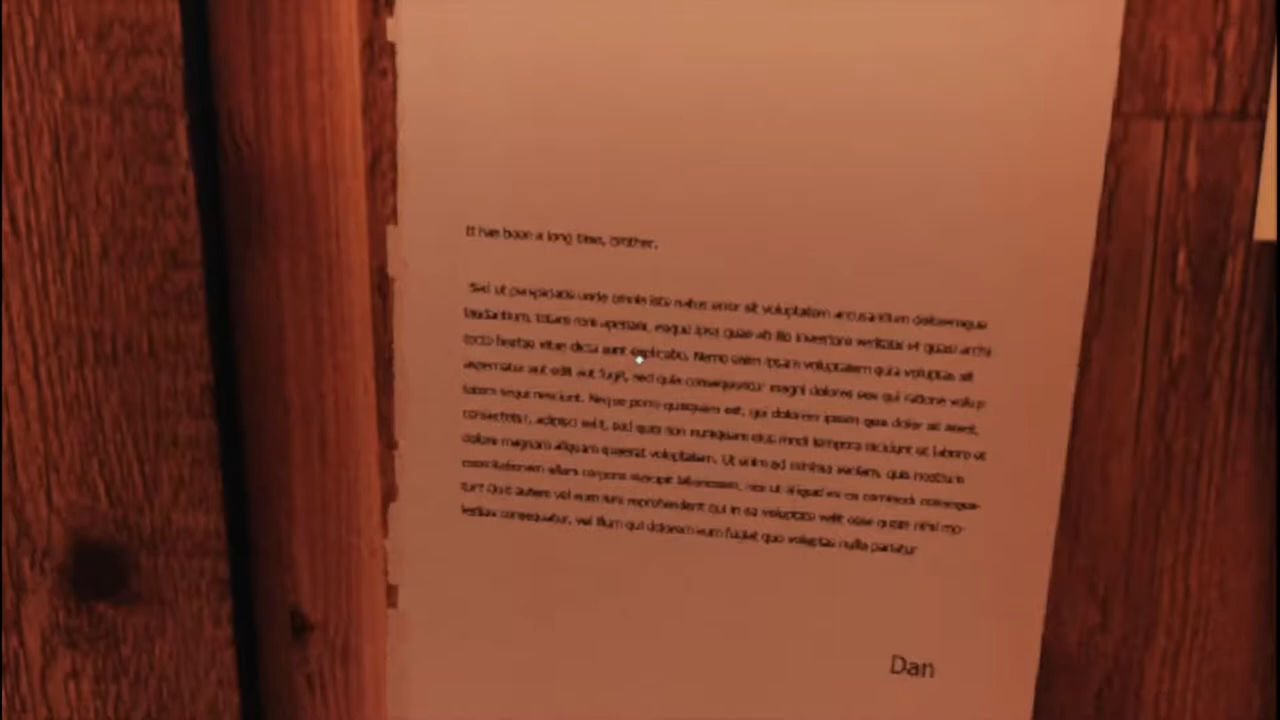 It has been a long time, brother.
Sed ut perspiciatis unde omnis iste natus error sit voluptatem accusantium doloremque
laudantium, totam rem aperiam, eaque ipsa quae ab illo inventore veritatis et quasi archi
tecto beatae vitae dicta sunt explicabo. Nemo enim ipsam voluptatem quia voluptas sit
aspernatur aut odit aut fugit, sed quia consequuntur magni dolores eos qui ratione volup
tatem sequi nesciunt. Neque porro quisquam est, qui dolorem ipsum quia dolor sit amet,
consectetur, adipisci velit, sed quia non numquam eius modi tempora incidunt ut labore et
dolore magnam aliquam quaerat voluptatem. Ut enim ad minima veniam, quis nostrum
exercitationem ullam corporis suscipit laboriosam, nisi ut aliquid ex ea commodi consequa-
tur? Quis autem vel eum iure reprehenderit qui in ea voluptate velit esse quam nihil mo-
lestiae consequatur, vel illum qui dolorem eum fugiat quo voluptas nulla pariatur
Dan